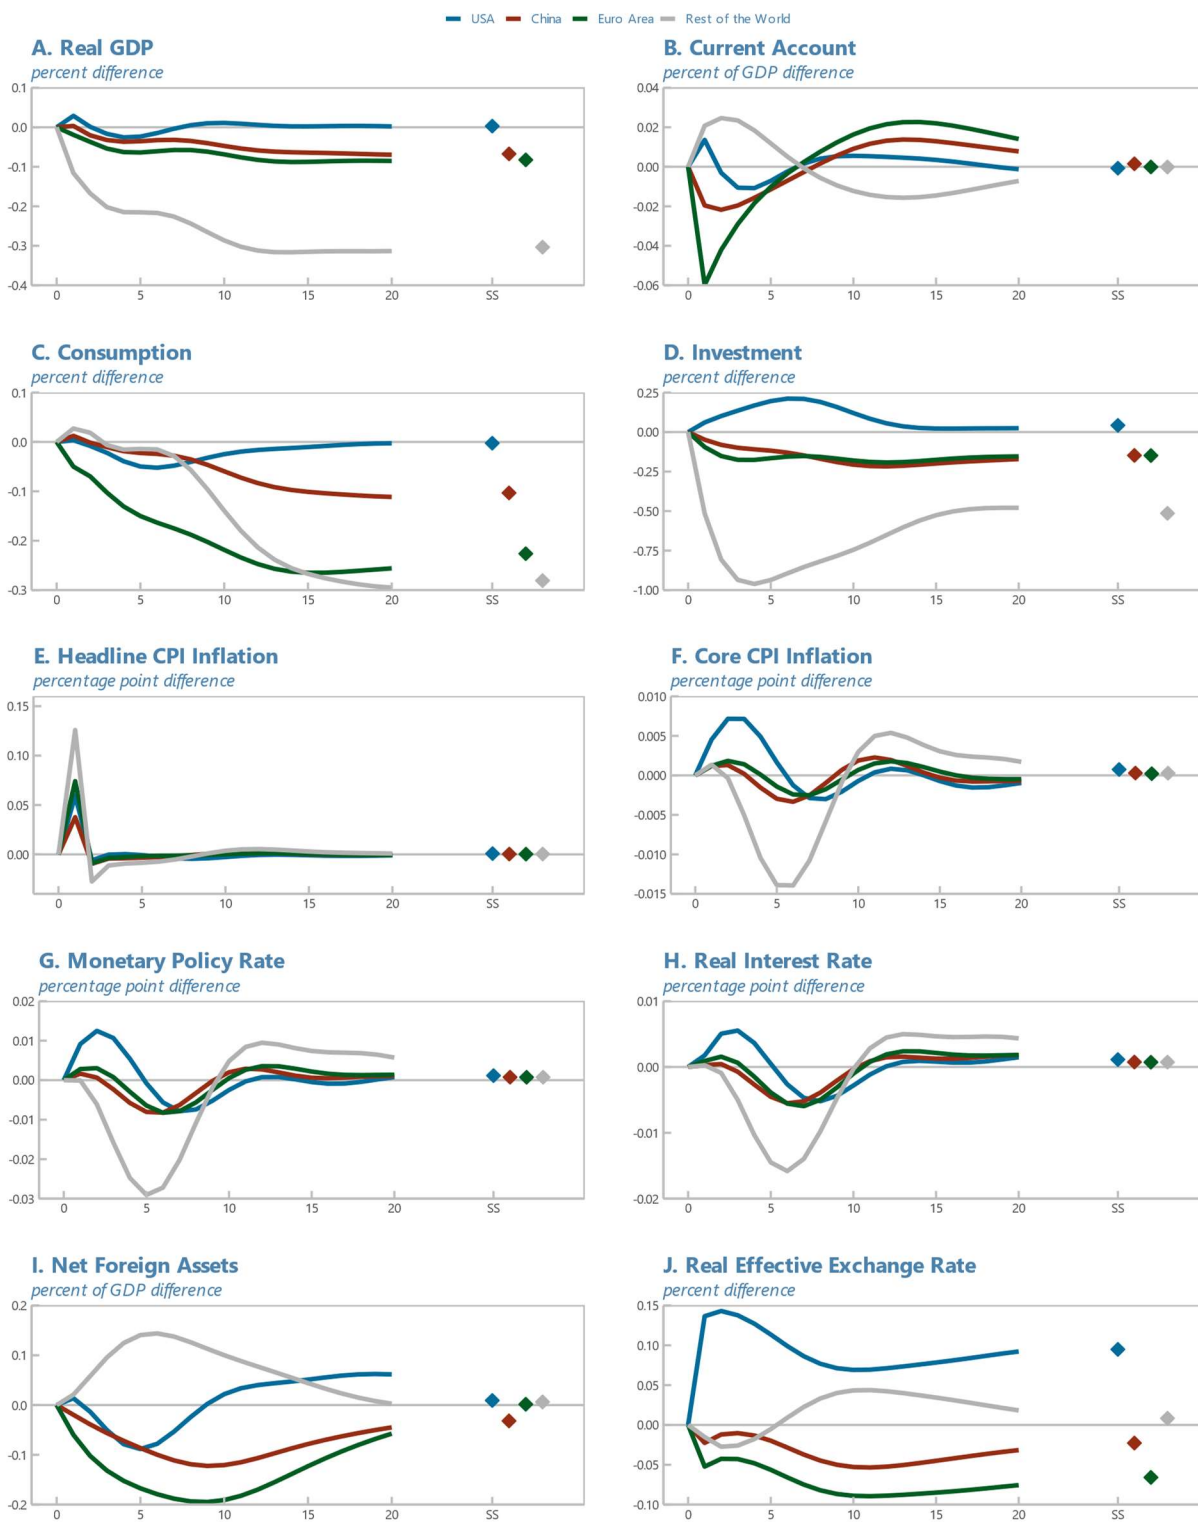 USA China Euro Area Rest of the World
A. Real GDP
percent difference
0.1
0.0
-0.1
-0.2
-0.3
-0.4
0 5 10 15 20 SS
B. Current Account
percent of GDP difference
0.04
0.02
0.00
-0.02
-0.04
-0.06
0 5 10 15 20 SS
C. Consumption
percent difference
0.1
0.0
-0.1
-0.2
-0.3
0 5 10 15 20 SS
D. Investment
percent difference
0.25
0.00
-0.25
-0.50
-0.75
-1.00
0 5 10 15 20 SS
E. Headline CPI Inflation
percentage point difference
0.15
0.10
0.05
0.00
0 5 10 15 20 SS
F. Core CPI Inflation
percentage point difference
0.010
0.005
0.000
-0.005
-0.010
-0.015
0 5 10 15 20 SS
G. Monetary Policy Rate
percentage point difference
0.02
0.01
0.00
-0.01
-0.02
-0.03
0 5 10 15 20 SS
H. Real Interest Rate
percentage point difference
0.01
0.00
-0.01
-0.02
0 5 10 15 20 SS
I. Net Foreign Assets
percent of GDP difference
0.2
0.1
0.0
-0.1
-0.2
0 5 10 15 20 SS
J. Real Effective Exchange Rate
percent difference
0.15
0.10
0.05
0.00
-0.05
-0.10
0 5 10 15 20 SS